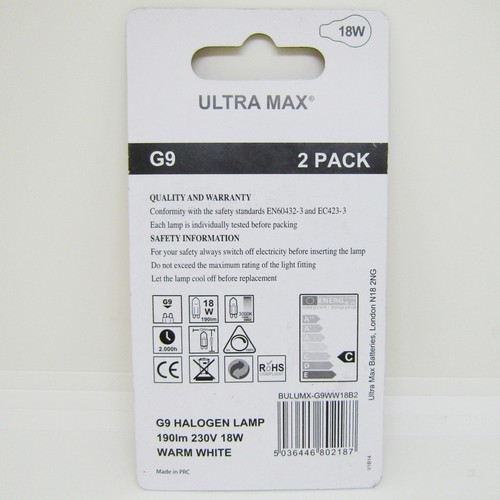 18W
ULTRA MAX®
G9 2 PACK
QUALITY AND WARRANTY
Conformity with the safety standards EN60432-3 and EC423-3
Each lamp is individually tested before packing
SAFETY INFORMATION
For your safety always switch off electricity before inserting the lamp
Do not exceed the maximum rating of the light fitting
Let the lamp cool off before replacement
G9
18
W
190lm
3000K
2.000h
CE
RoHS
ENERG
A++
A+
A
B
C
D
E
C
Ultra Max Batteries, London N18 2NG
BULUMX-G9WW18B2
5036446802187
G9 HALOGEN LAMP
190lm 230V 18W
WARM WHITE
Made in PRC